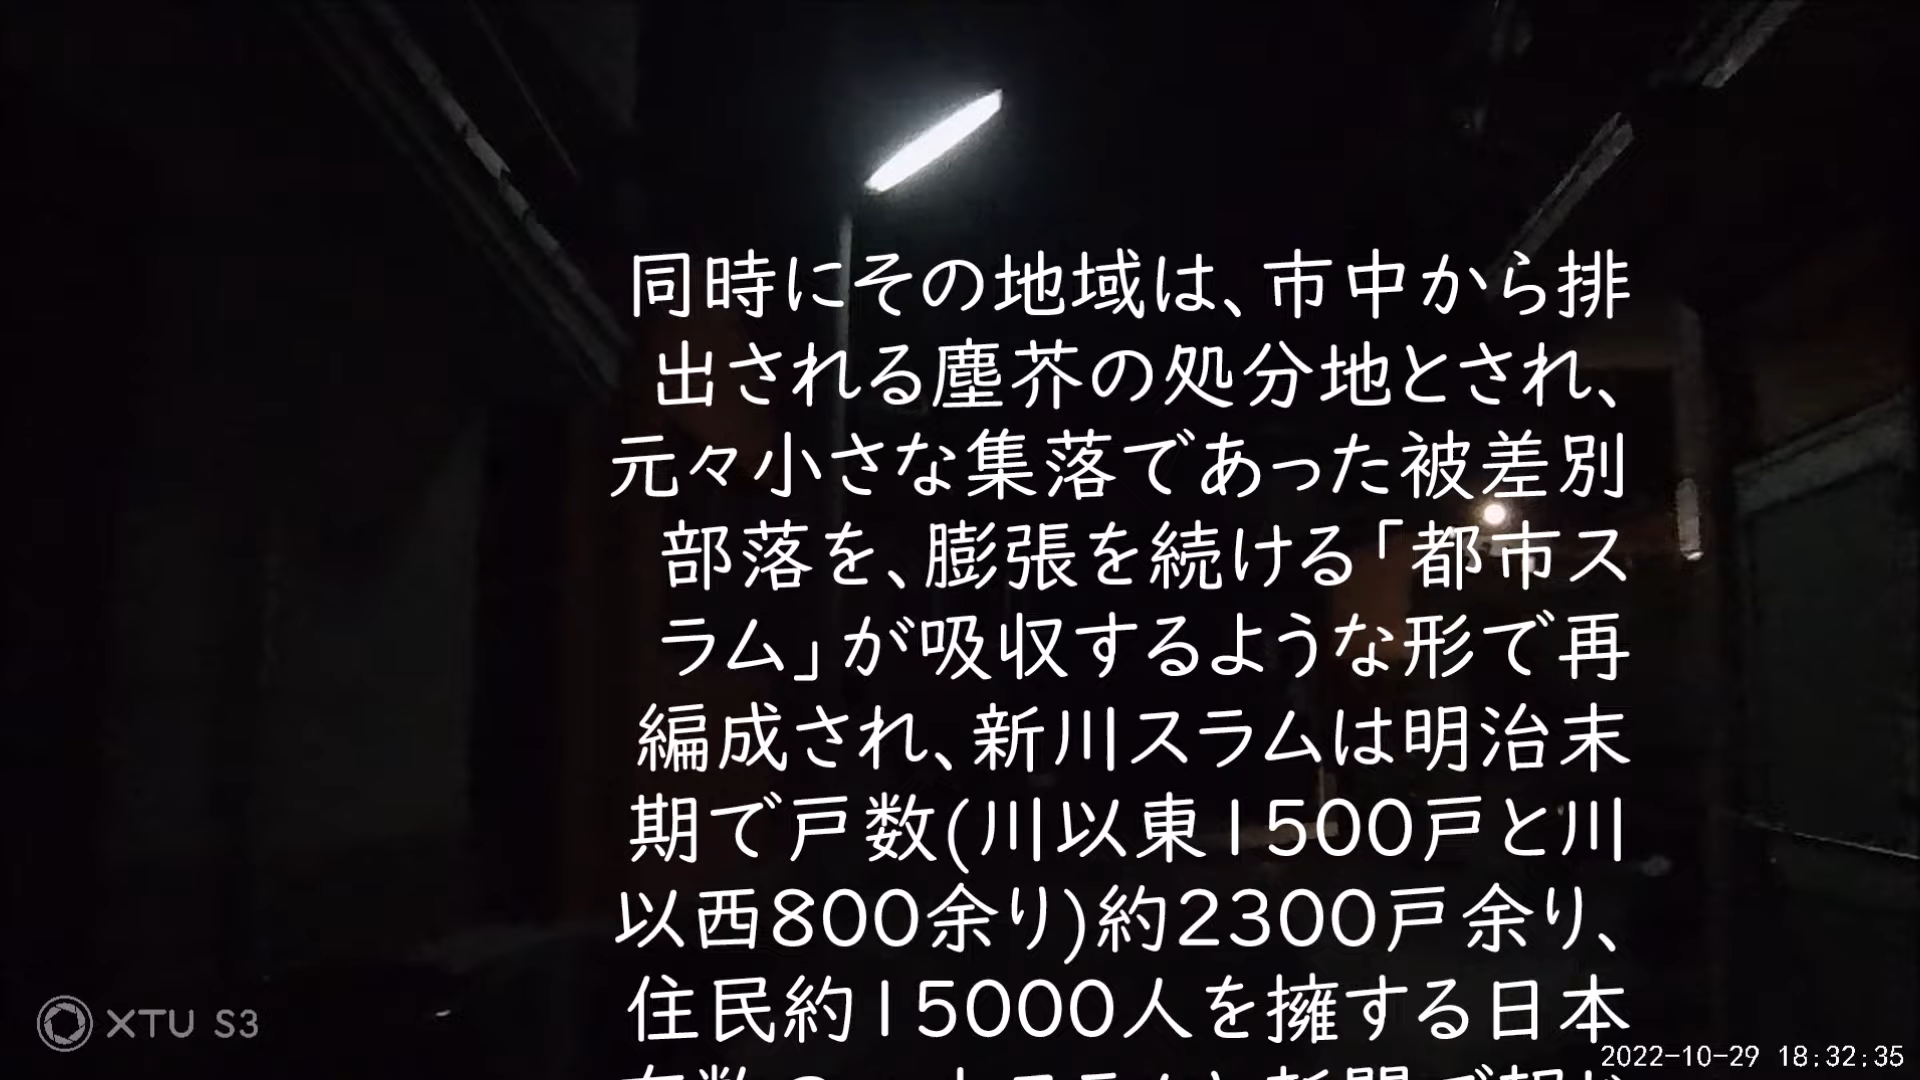 同時にその地域は、市中から排
出される塵芥の処分地とされ、
元々小さな集落であった被差別
部落を、膨張を続ける「都市ス
ラム」が吸収するような形で再
編成され、新川スラムは明治末
期で戸数(川以東1500戸と川
以西800余り)約2300戸余り、
住民約15000人を擁する日本
XTU S3
2022-10-29 18:32:35